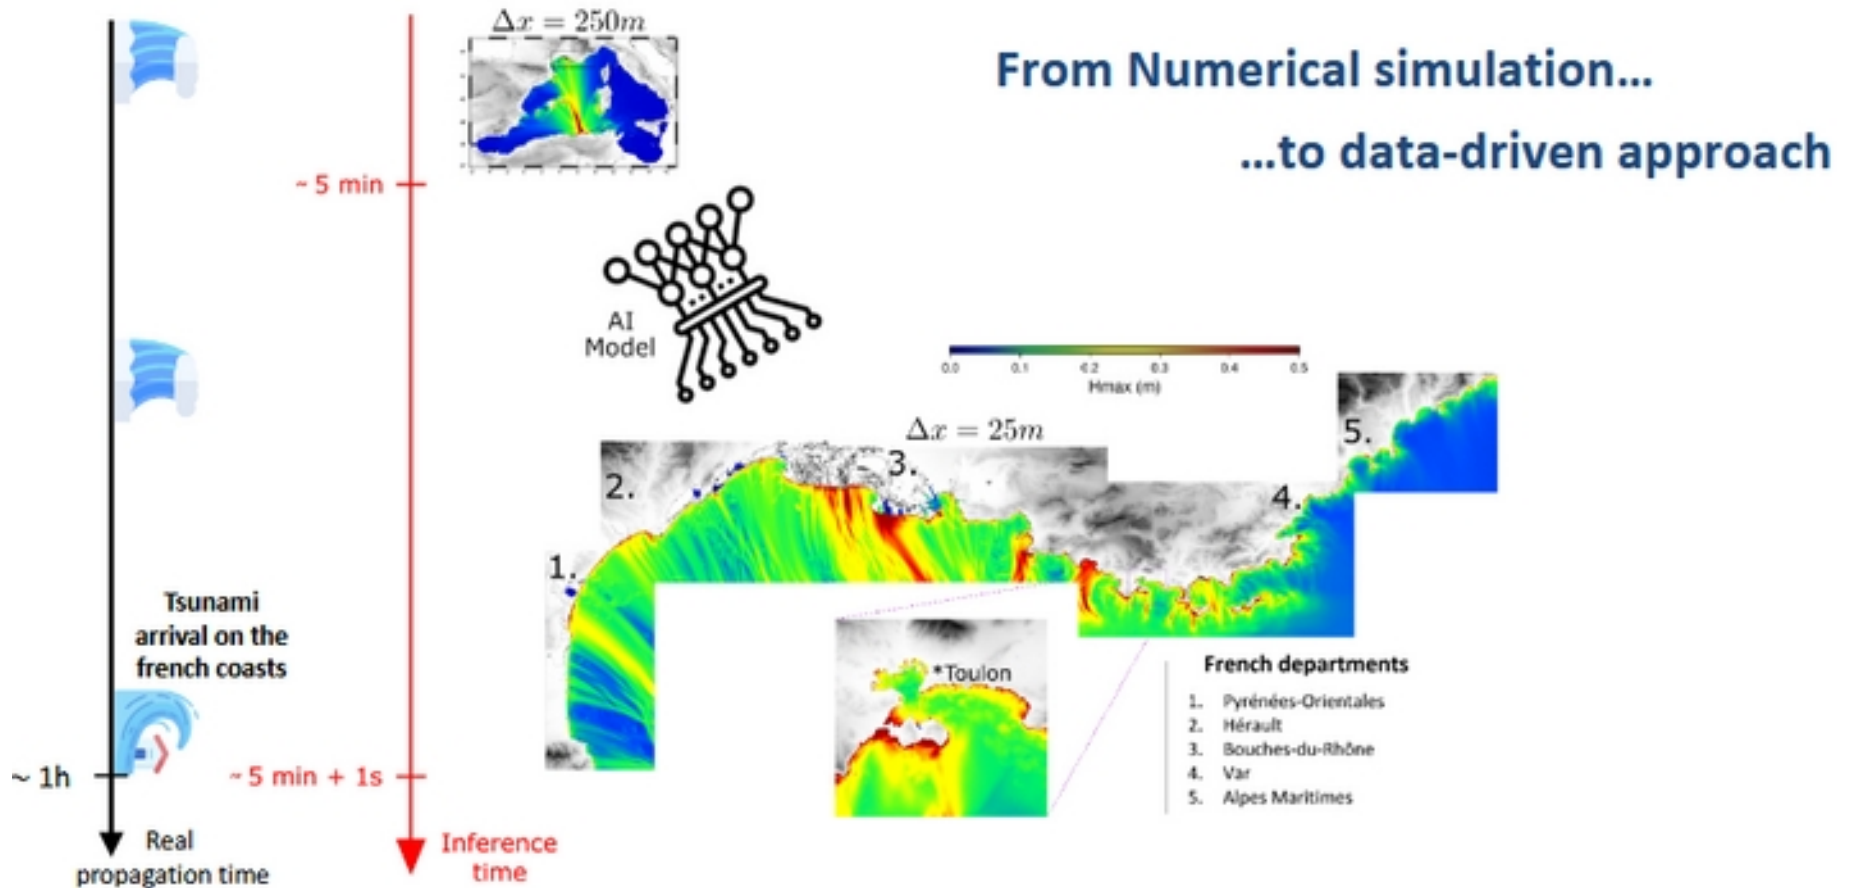 Δx = 250m
From Numerical simulation...
...to data-driven approach
~ 5 min
AI
Model
0.0 0.1 0.2 0.3 0.4 0.5
Hmax (m)
Δx = 25m
5.
3.
2.
4.
1.
Tsunami
arrival on the
french coasts
*Toulon
French departments
1. Pyrénées-Orientales
2. Hérault
3. Bouches-du-Rhône
4. Var
5. Alpes Maritimes
~ 1h
~ 5 min + 1s
Real
propagation time
Inference
time